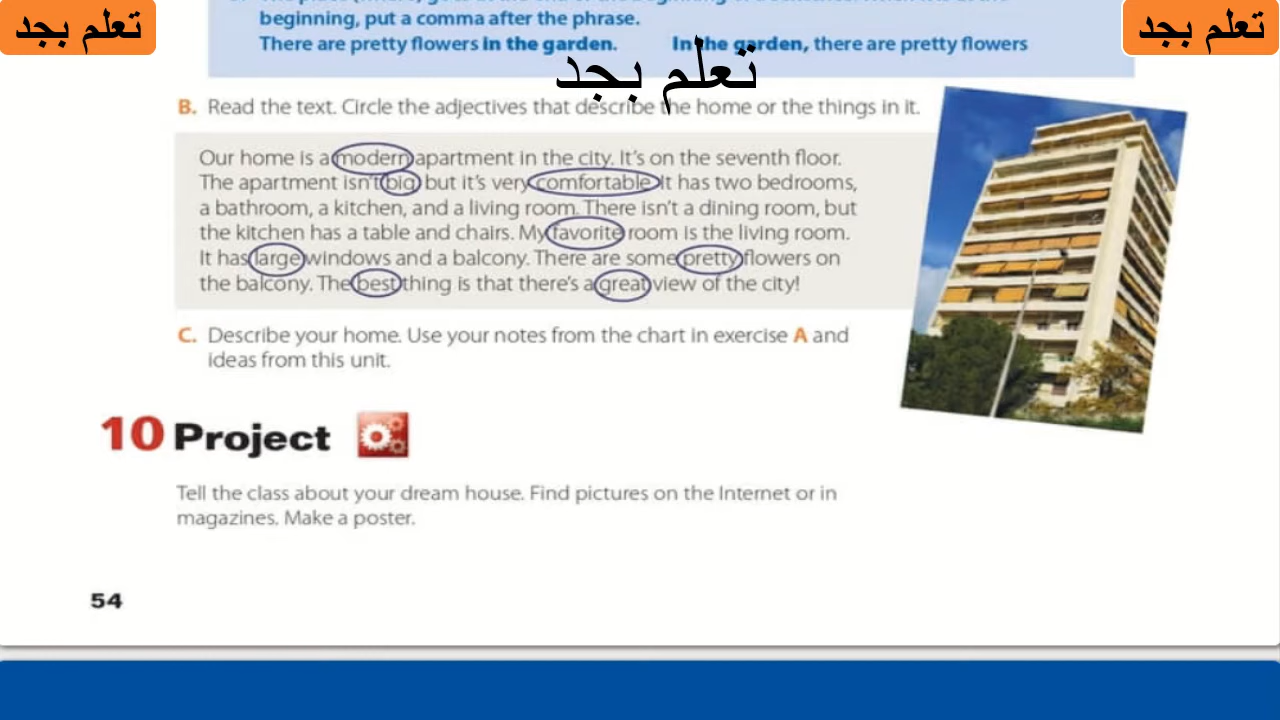 تعلم بجد
تعلم بجد
beginning, put a comma after the phrase.
There are pretty flowers in the garden. In the garden, there are pretty flowers
تعلم بجد
B. Read the text. Circle the adjectives that describe the home or the things in it.
Our home is a modern apartment in the city. It's on the seventh floor.
The apartment isn't big but it's very comfortable. It has two bedrooms,
a bathroom, a kitchen, and a living room. There isn't a dining room, but
the kitchen has a table and chairs. My favorite room is the living room.
It has large windows and a balcony. There are some pretty flowers on
the balcony. The best thing is that there's a great view of the city!
C. Describe your home. Use your notes from the chart in exercise A and
ideas from this unit.
10 Project
Tell the class about your dream house. Find pictures on the Internet or in
magazines. Make a poster.
54